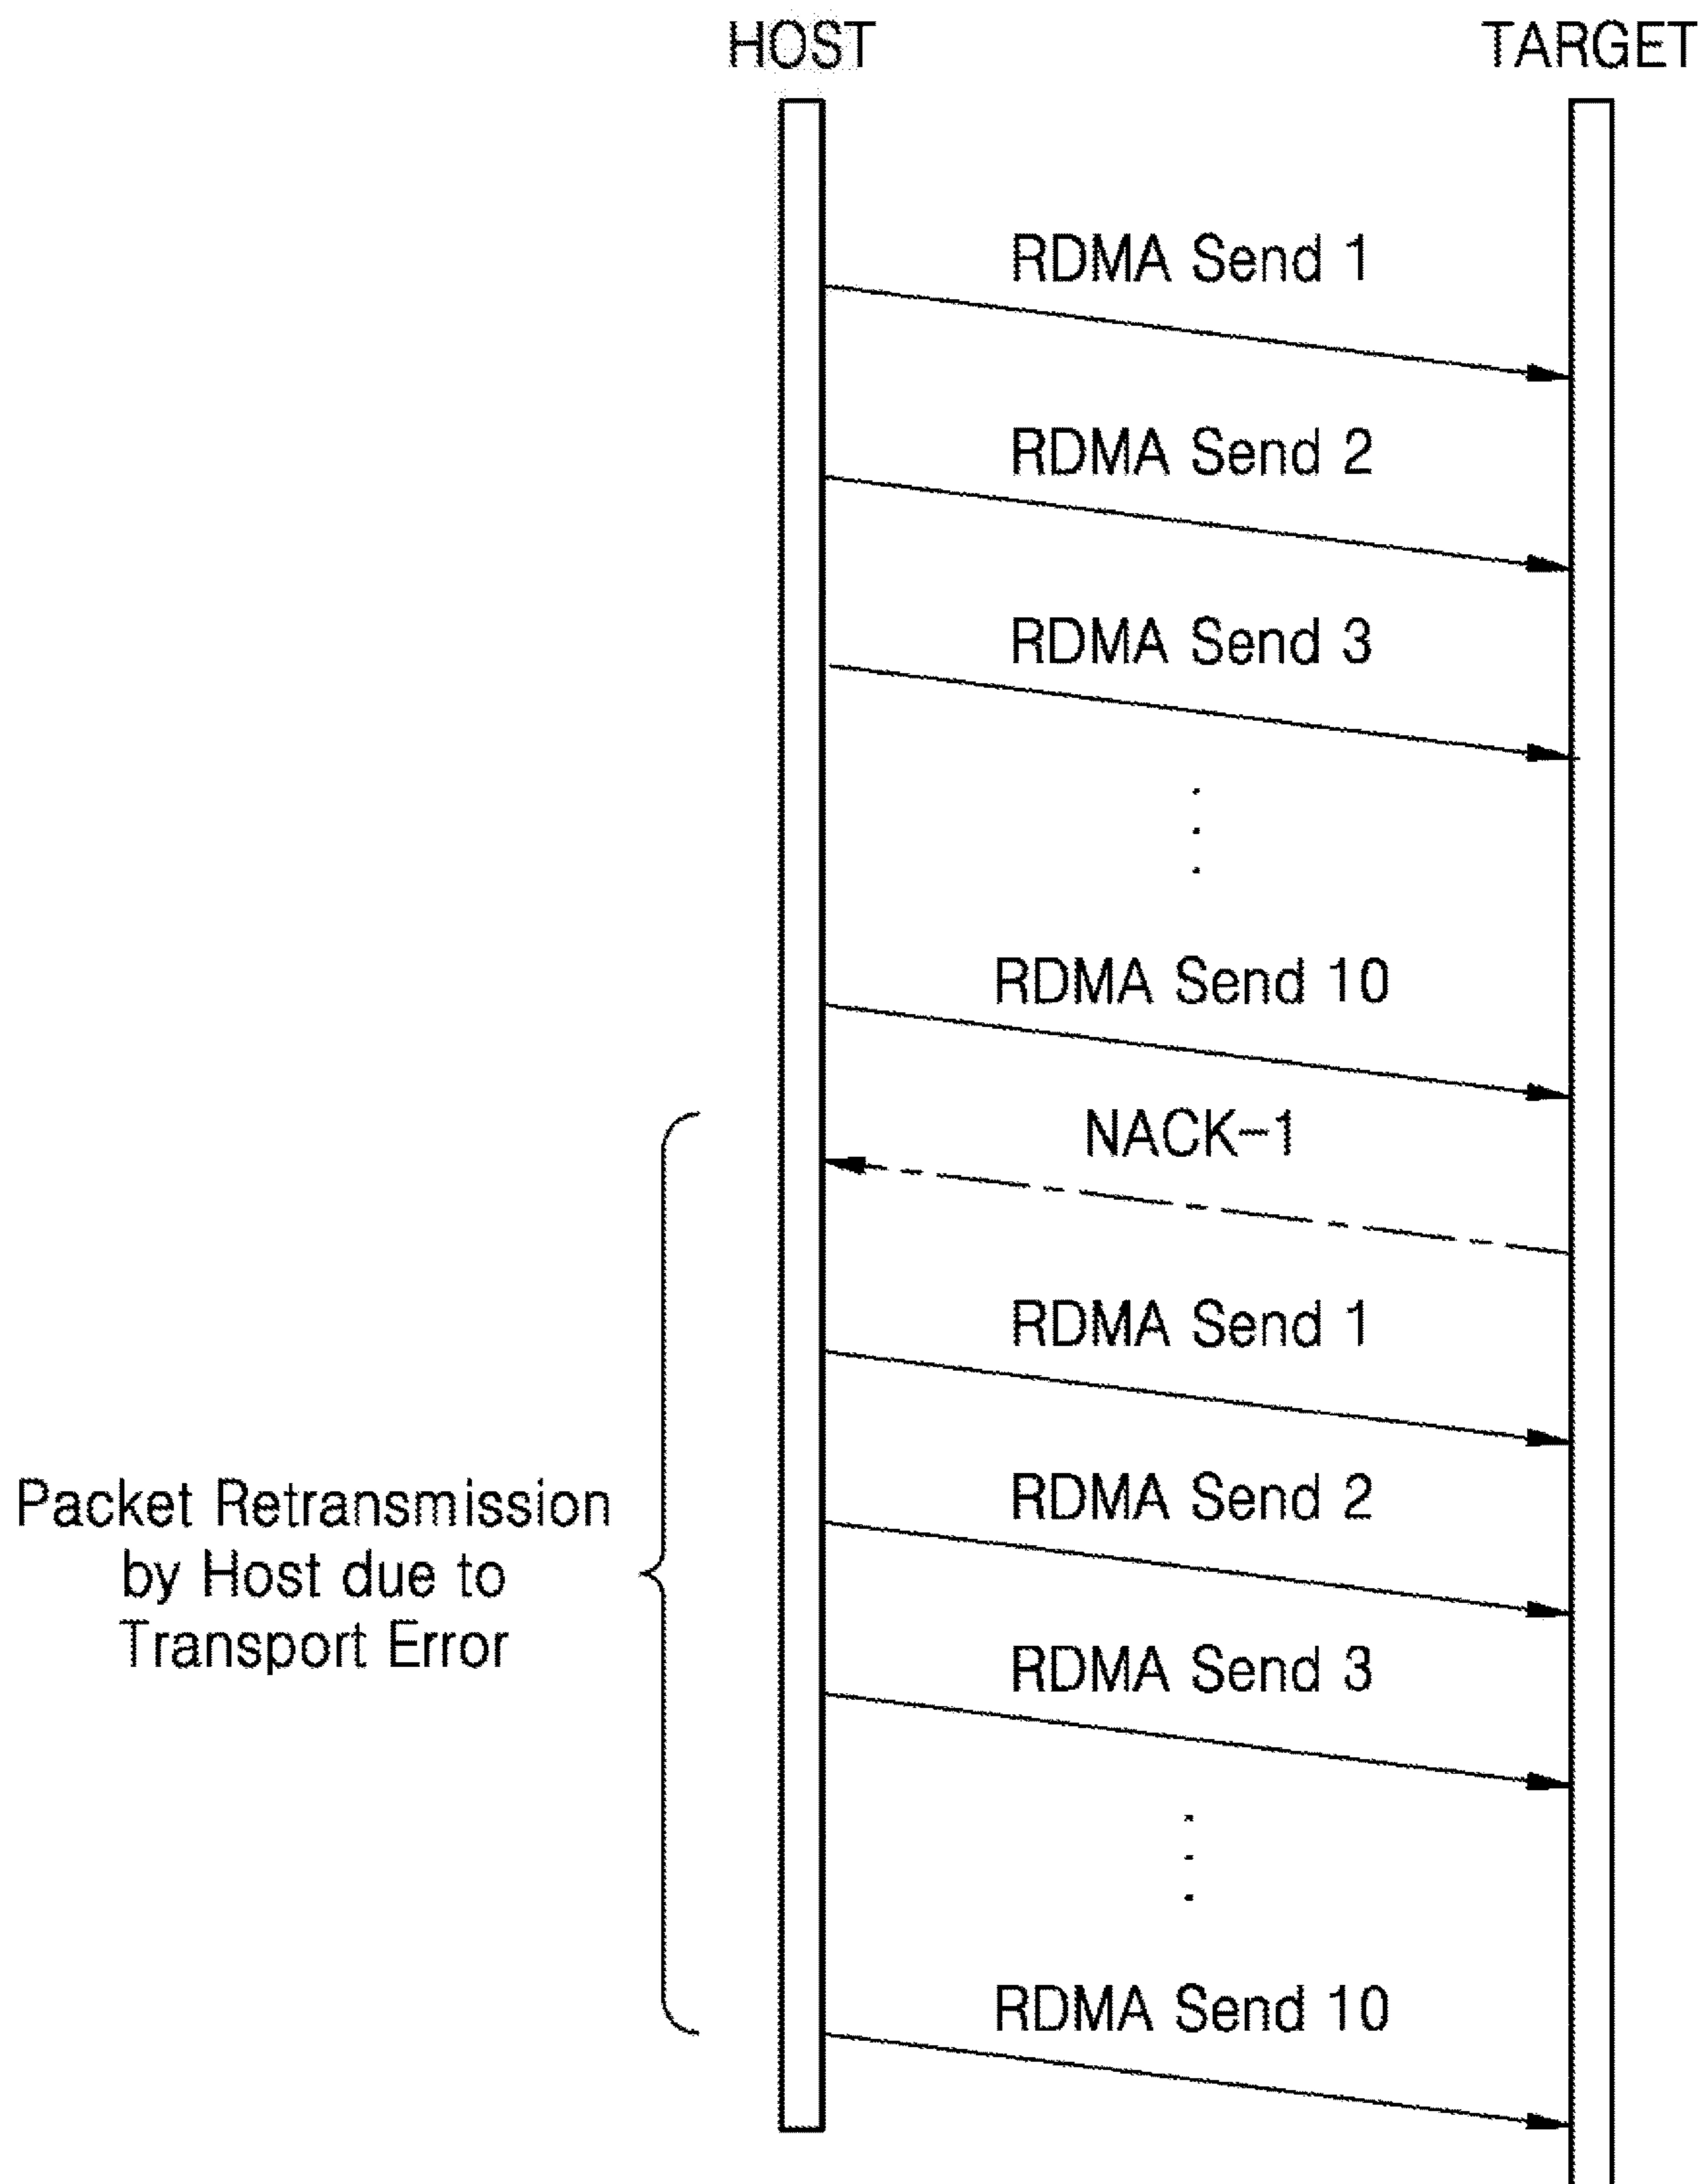 HOST
TARGET
RDMA Send 1
RDMA Send 2
RDMA Send 3
RDMA Send 10
NACK-1
RDMA Send 1
RDMA Send 2
Packet Retransmission
by Host due to
Transport Error
RDMA Send 3
RDMA Send 10